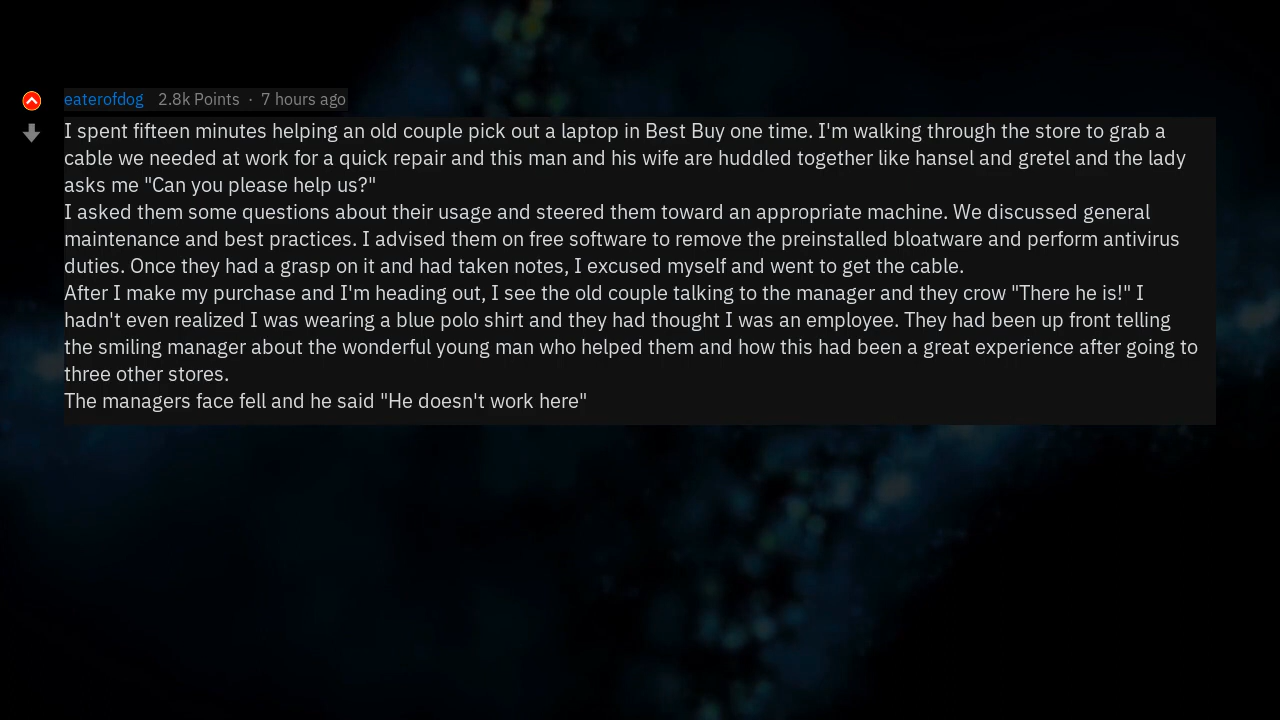 eaterofdog 2.8k Points · 7 hours ago
I spent fifteen minutes helping an old couple pick out a laptop in Best Buy one time. I'm walking through the store to grab a
cable we needed at work for a quick repair and this man and his wife are huddled together like hansel and gretel and the lady
asks me "Can you please help us?"
I asked them some questions about their usage and steered them toward an appropriate machine. We discussed general
maintenance and best practices. I advised them on free software to remove the preinstalled bloatware and perform antivirus
duties. Once they had a grasp on it and had taken notes, I excused myself and went to get the cable.
After I make my purchase and I'm heading out, I see the old couple talking to the manager and they crow "There he is!" I
hadn't even realized I was wearing a blue polo shirt and they had thought I was an employee. They had been up front telling
the smiling manager about the wonderful young man who helped them and how this had been a great experience after going to
three other stores.
The managers face fell and he said "He doesn't work here"